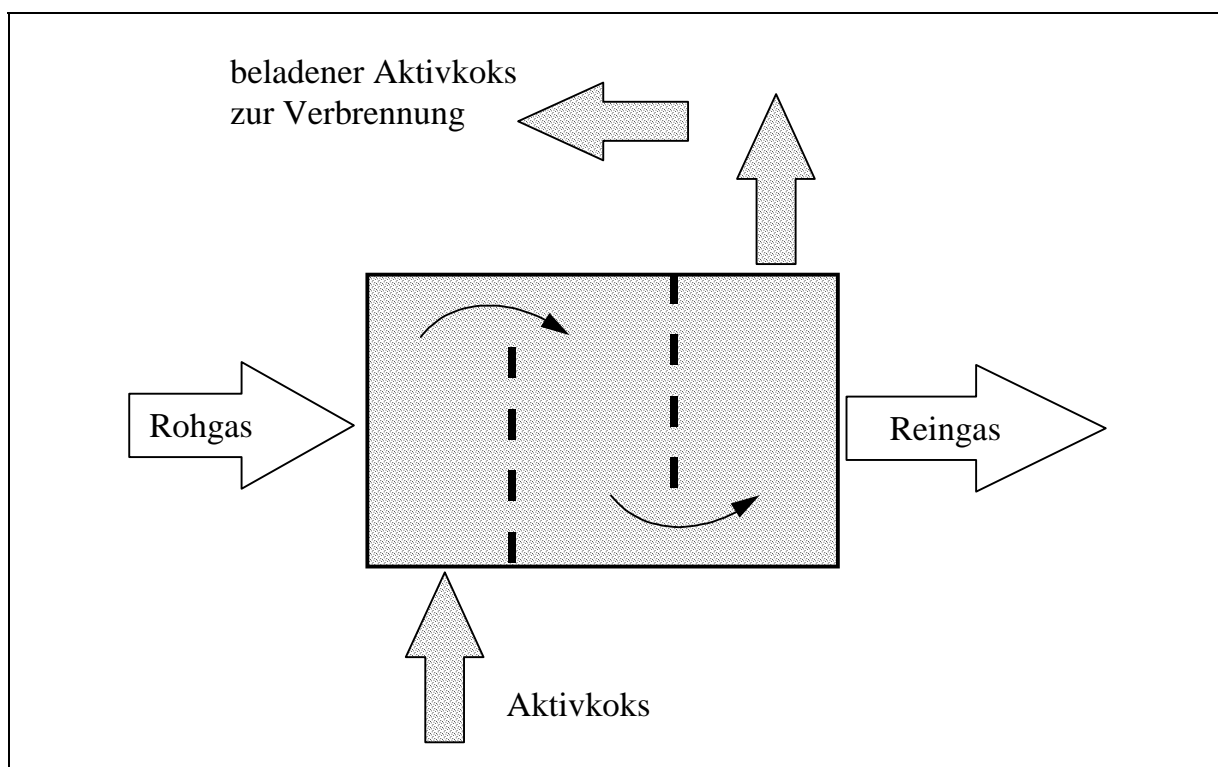 beladener Aktivkoks
zur Verbrennung
Rohgas
Reingas
Aktivkoks